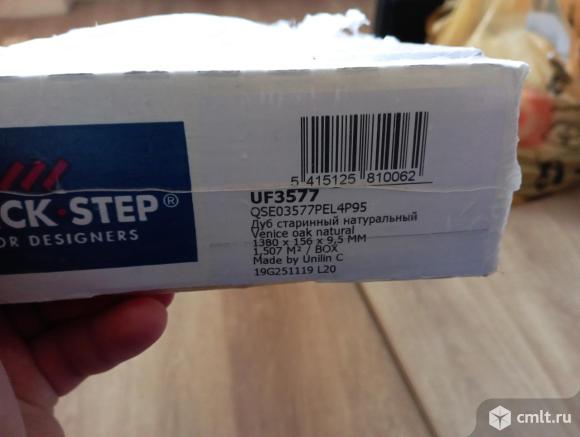 5 415125 810062
UF3577
QSE03577PEL4P95
Дуб старинный натуральный
Venice oak natural
1380 x 156 x 9,5 MM
1,507 M² / BOX
Made by Unilin C
19G251119 L20
ICK·STEP®
OR DESIGNERS
cmlt.ru